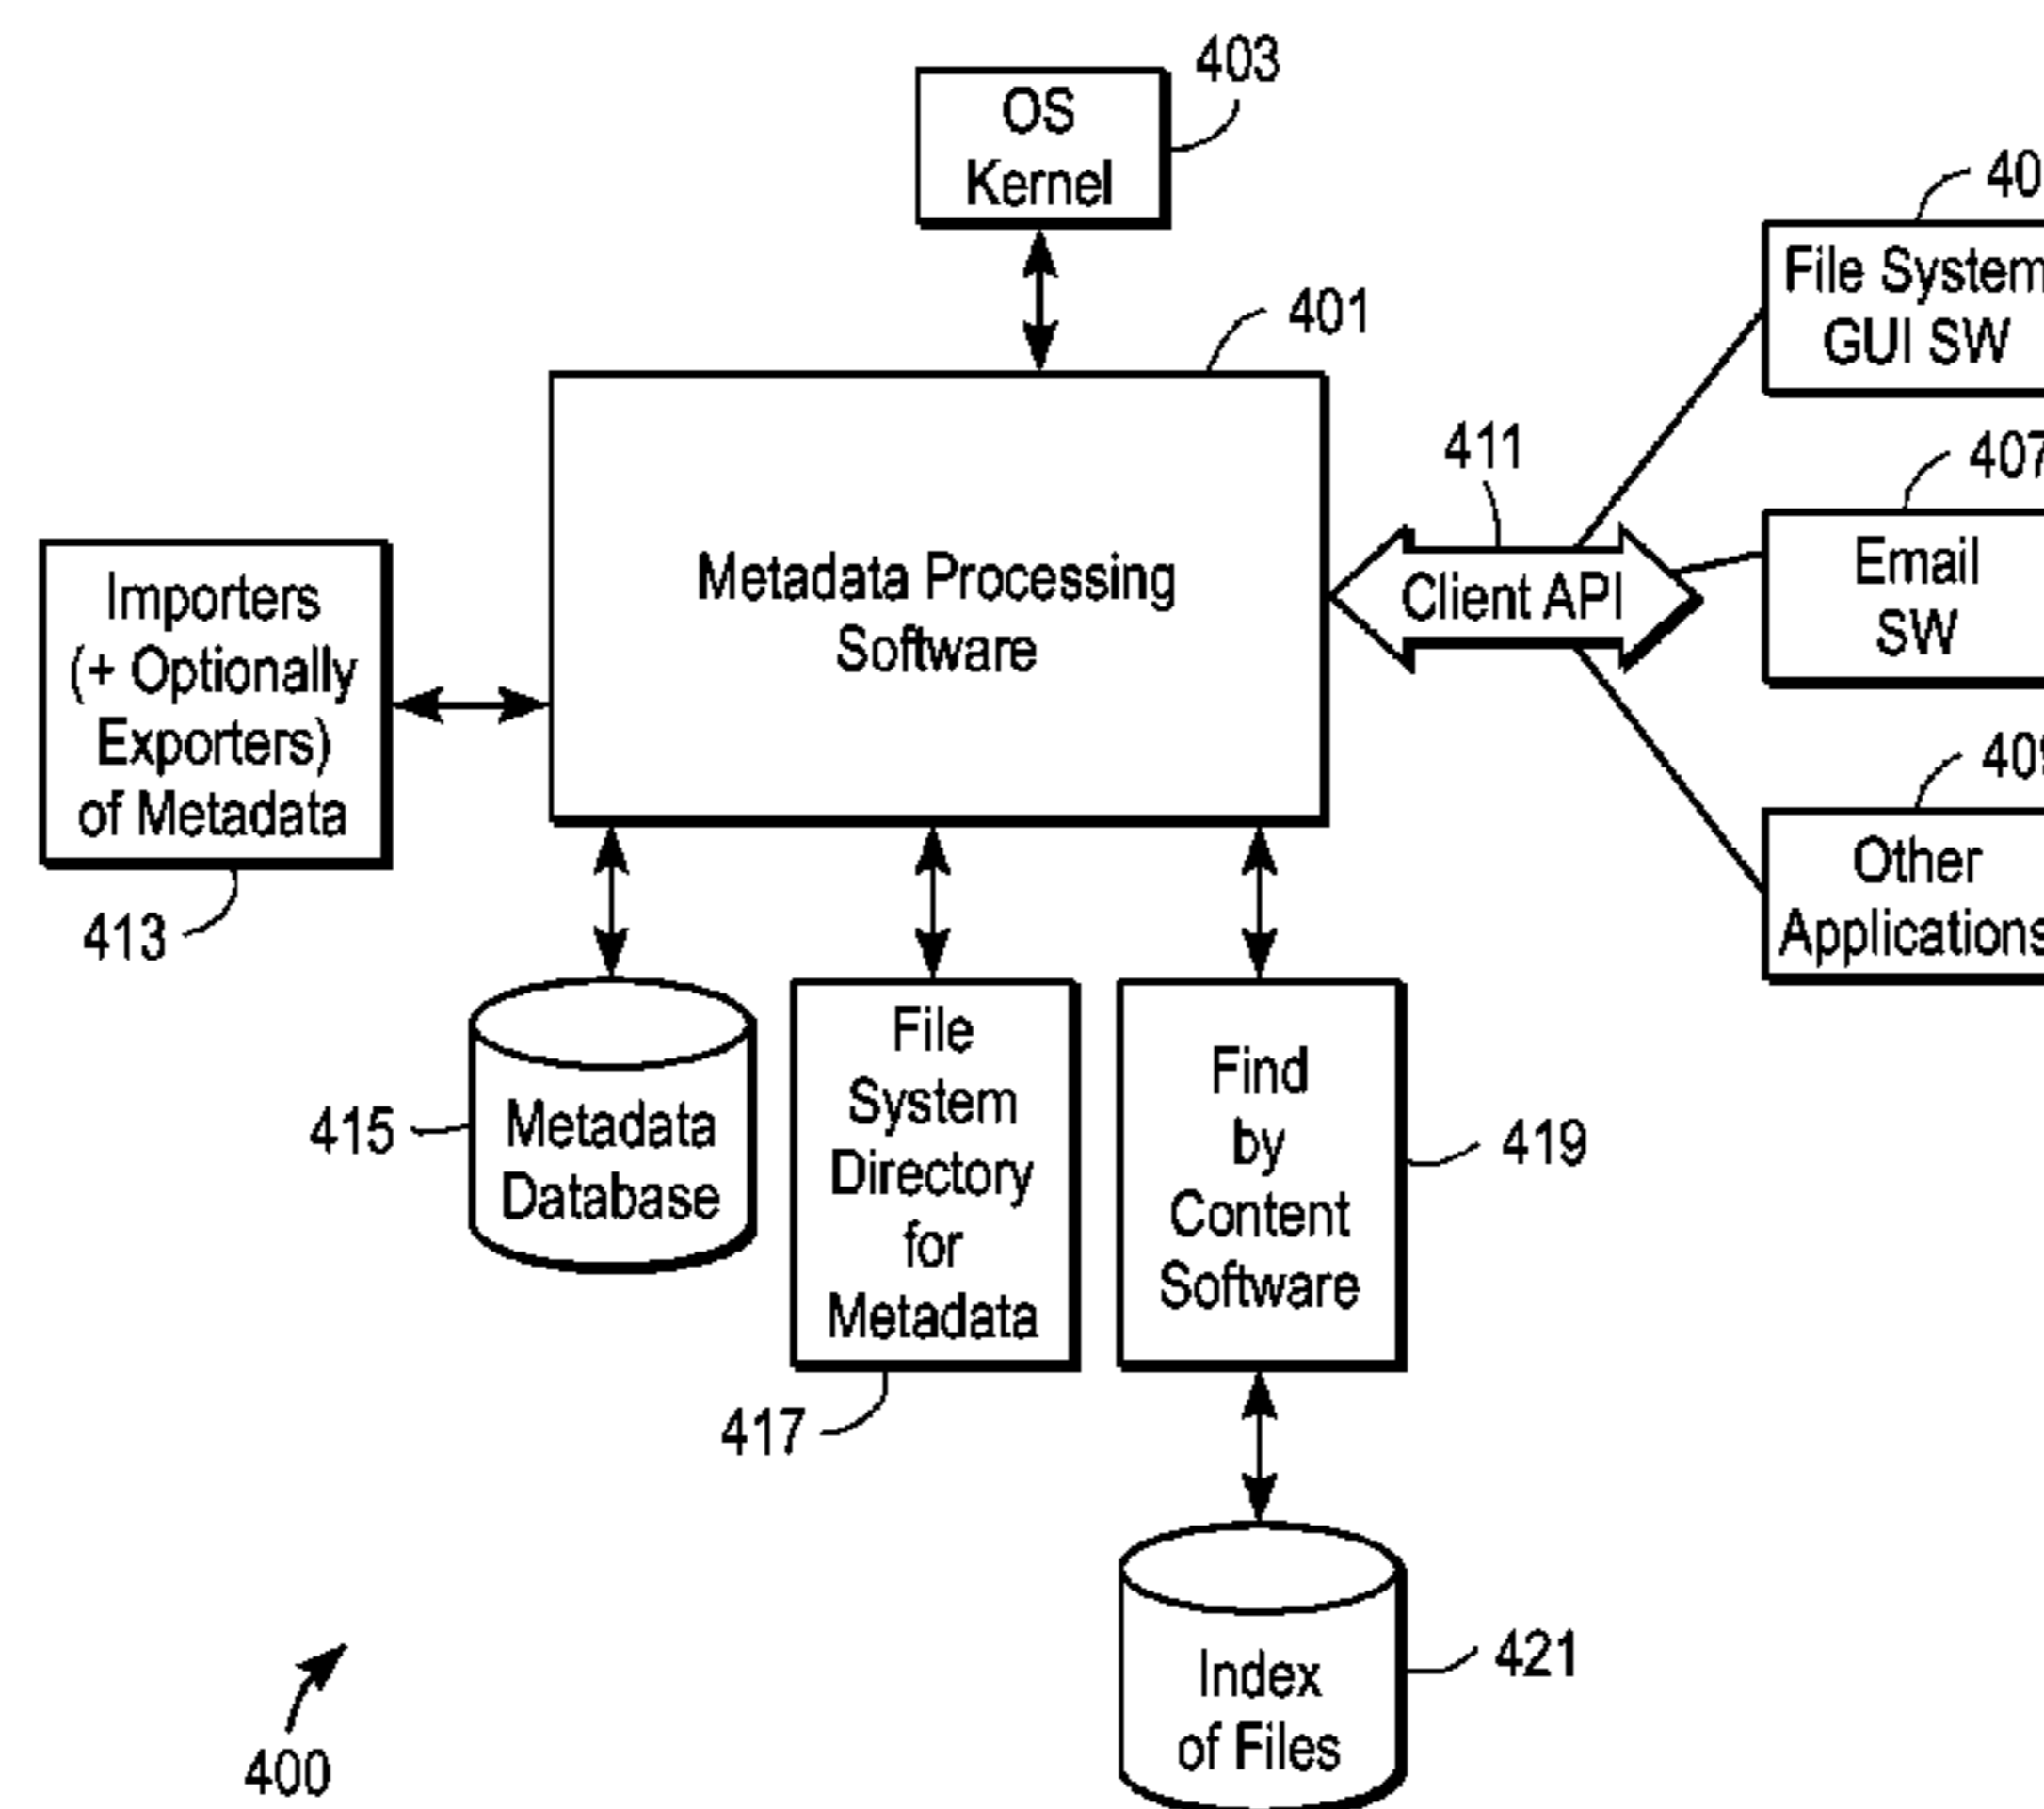 403
OS
Kernel
401
40
File System
GUI SW
411
407
Metadata Processing
Software
Client API
Email
SW
Importers
(+ Optionally
Exporters)
of Metadata
413
409
Other
Applications
415
Metadata
Database
File
System
Directory
for
Metadata
417
Find
by
Content
Software
419
Index
of Files
421
400